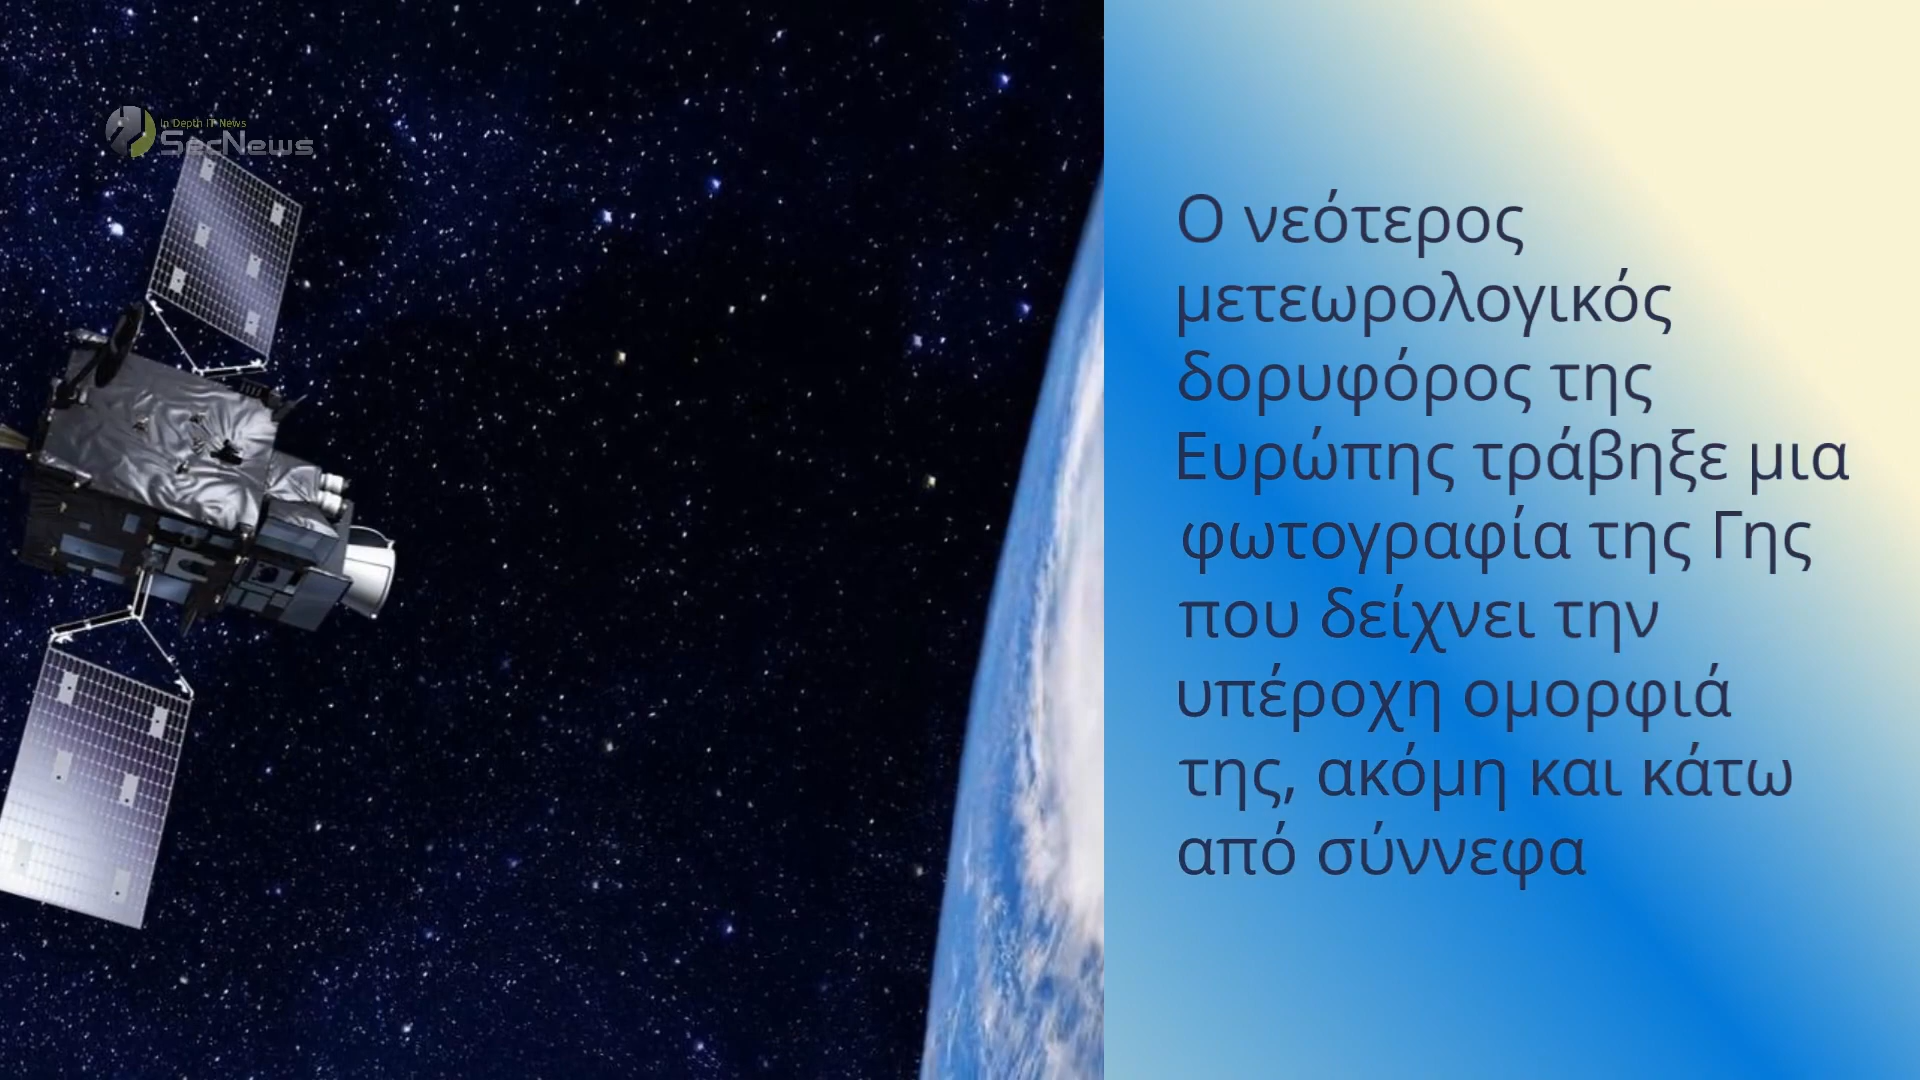 In Depth IT News
SecNews
Ο νεότερος
μετεωρολογικός
δορυφόρος της
Ευρώπης τράβηξε μια
φωτογραφία της Γης
που δείχνει την
υπέροχη ομορφιά
της, ακόμη και κάτω
από σύννεφα